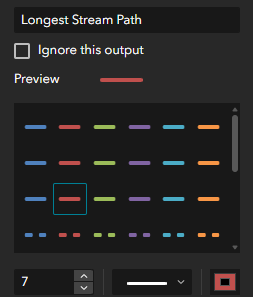 Longest Stream Path
Ignore this output
Preview
7